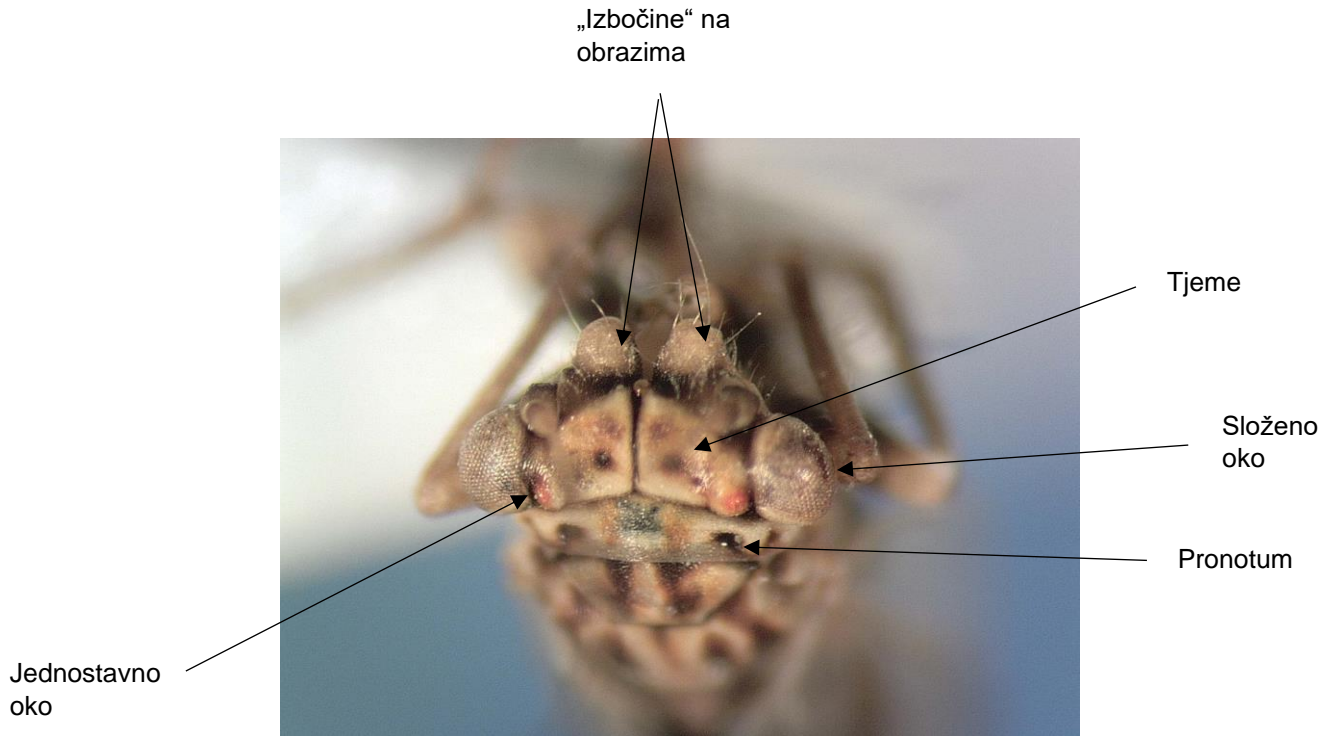 „Izbočine“ na
obrazima
Tjeme
Složeno
oko
Pronotum
Jednostavno
oko